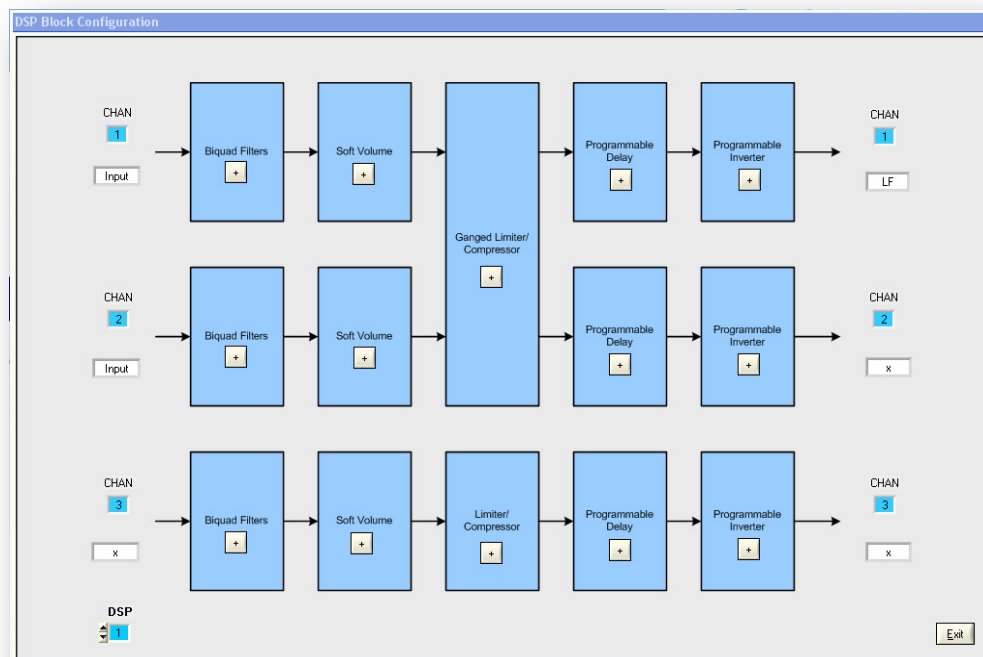 DSP Block Configuration
CHAN
1
Input
Biquad Filters
+
Soft Volume
+
Ganged Limiter/
Compressor
+
Programmable
Delay
+
Programmable
Inverter
+
CHAN
1
LF
CHAN
2
Input
Biquad Filters
+
Soft Volume
+
Programmable
Delay
+
Programmable
Inverter
+
CHAN
2
x
CHAN
3
x
Biquad Filters
+
Soft Volume
+
Limiter/
Compressor
+
Programmable
Delay
+
Programmable
Inverter
+
CHAN
3
x
DSP
1
Exit